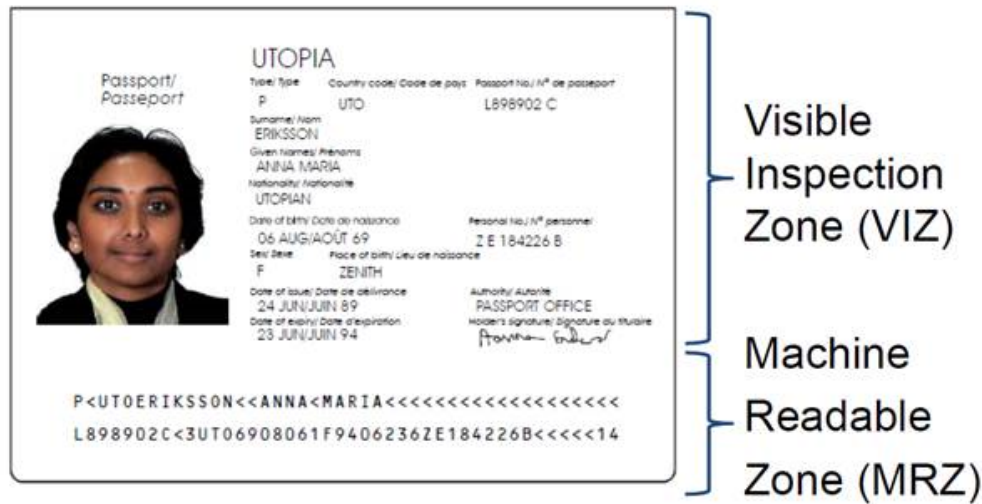 UTOPIA
Passport/
Passeport
Type/ Type Country code/ Code de pays Passport No./ N° de passeport
P UTO L898902 C
Surname/ Nom
ERIKSSON
Given Names/ Prénoms
ANNA MARIA
Nationality/ Nationalité
UTOPIAN
Date of birth/ Date de naissance Personal No./ N° personnel
06 AUG/AOÛT 69 Z E 184226 B
Sex/ Sexe Place of birth/ Lieu de naissance
F ZENITH
Date of issue/ Date de délivrance Authority/ Autorité
24 JUN/JUIN 89 PASSPORT OFFICE
Date of expiry/ Date d'expiration Holder's signature/ Signature du titulaire
23 JUN/JUIN 94
P<UTOERIKSSON<<ANNA<MARIA<<<<<<<<<<<<<<<<<<<
L898902C<3UTO6908061F9406236ZE184226B<<<<<14
Visible
Inspection
Zone (VIZ)
Machine
Readable
Zone (MRZ)